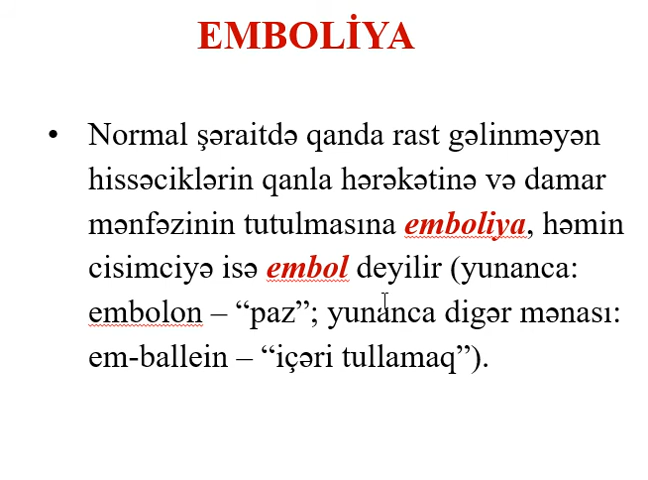 EMBOLİYA
• Normal şəraitdə qanda rast gəlinməyən
hissəciklərin qanla hərəkətinə və damar
mənfəzinin tutulmasına emboliya, həmin
cisimciyə isə embol deyilir (yunanca:
embolon – “paz”; yunanca digər mənası:
em-ballein – “içəri tullamaq”).